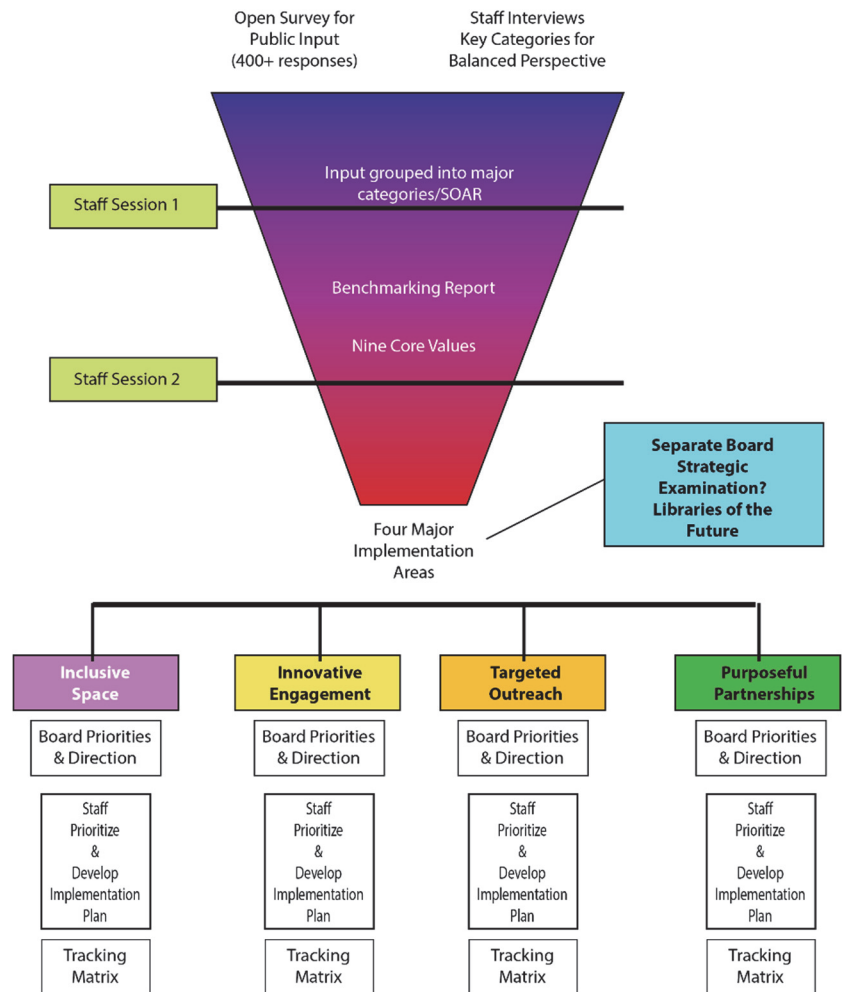 Open Survey for
Public Input
(400+ responses)
Staff Interviews
Key Categories for
Balanced Perspective
Input grouped into major
categories/SOAR
Staff Session 1
Benchmarking Report
Nine Core Values
Staff Session 2
Separate Board
Strategic
Examination?
Libraries of the
Future
Four Major
Implementation
Areas
Inclusive
Space
Innovative
Engagement
Targeted
Outreach
Purposeful
Partnerships
Board Priorities
& Direction
Board Priorities
& Direction
Board Priorities
& Direction
Board Priorities
& Direction
Staff
Prioritize
&
Develop
Implementation
Plan
Staff
Prioritize
&
Develop
Implementation
Plan
Staff
Prioritize
&
Develop
Implementation
Plan
Staff
Prioritize
&
Develop
Implementation
Plan
Tracking
Matrix
Tracking
Matrix
Tracking
Matrix
Tracking
Matrix